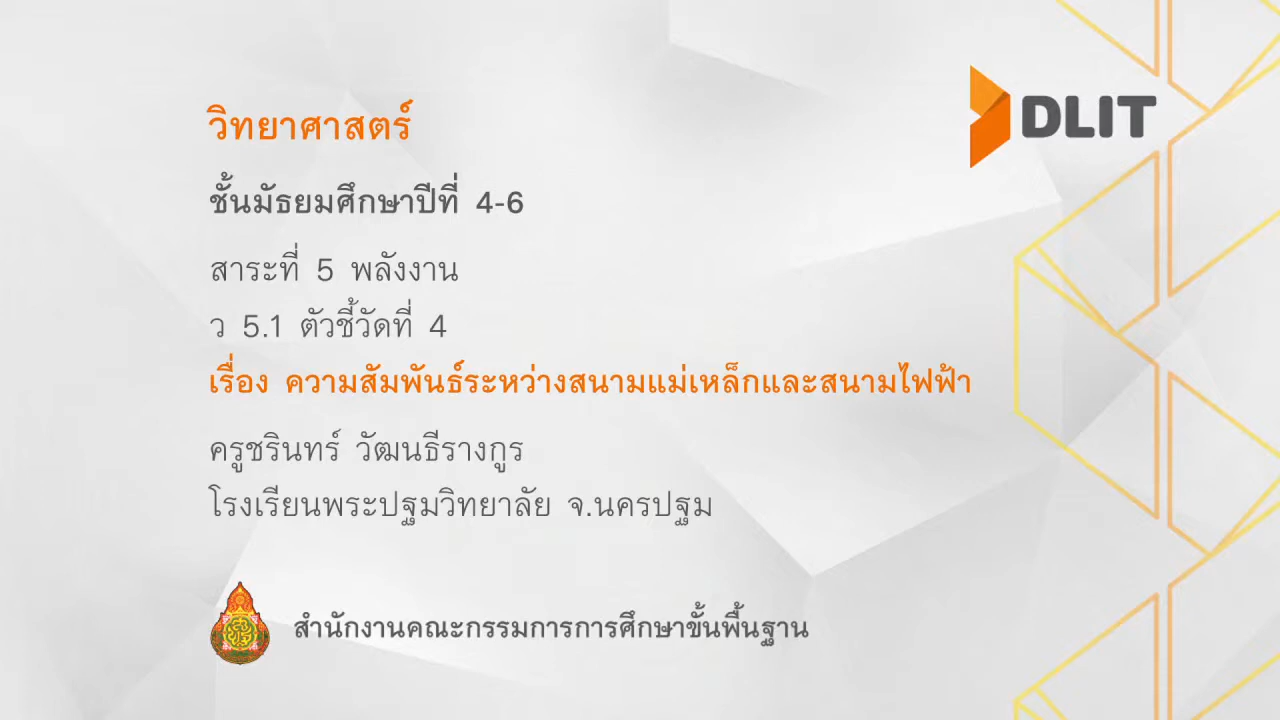 วิทยาศาสตร์
DLIT
ชั้นมัธยมศึกษาปีที่ 4-6
สาระที่ 5 พลังงาน
ว 5.1 ตัวชี้วัดที่ 4
เรื่อง ความสัมพันธ์ระหว่างสนามแม่เหล็กและสนามไฟฟ้า
ครูชรินทร์ วัฒนธีรางกูร
โรงเรียนพระปฐมวิทยาลัย จ.นครปฐม
สำนักงานคณะกรรมการการศึกษาขั้นพื้นฐาน